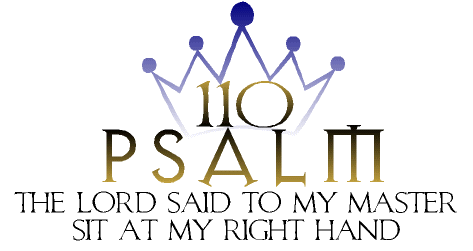 110
PSALM
THE LORD SAID TO MY MASTER
SIT AT MY RIGHT HAND